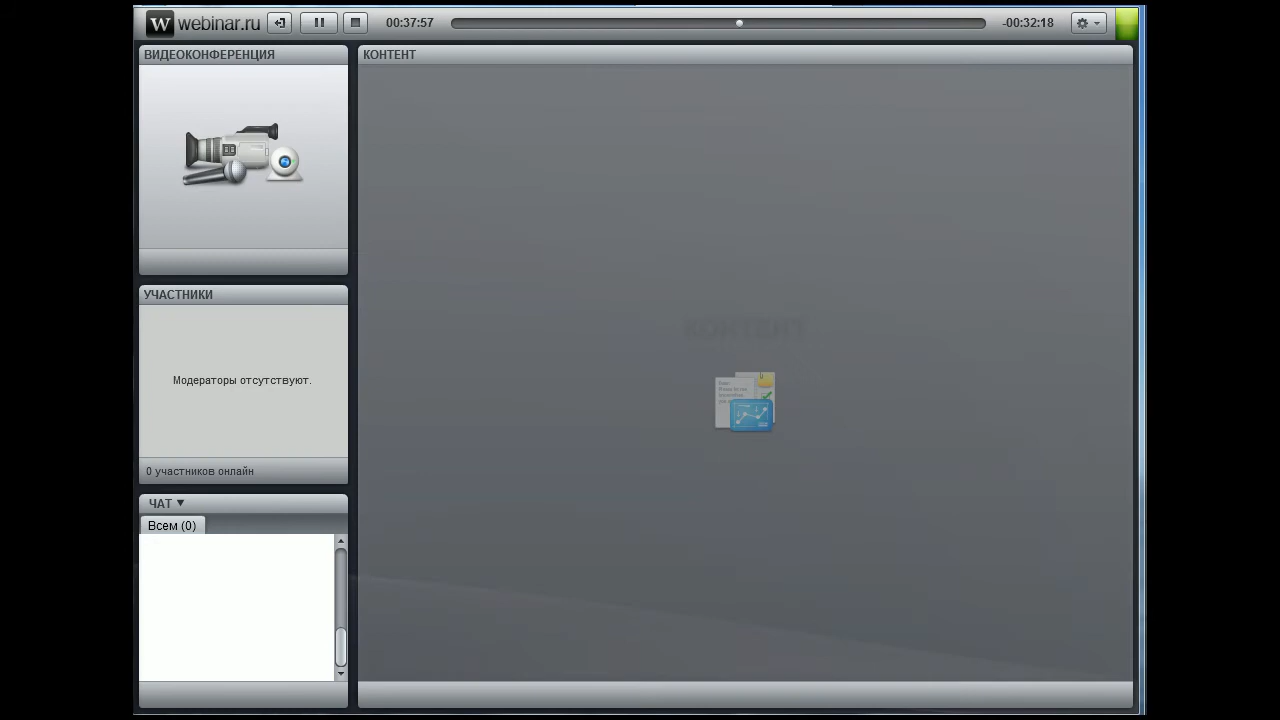 W webinar.ru
00:37:57
-00:32:18
ВИДЕОКОНФЕРЕНЦИЯ
КОНТЕНТ
КОНТЕНТ
УЧАСТНИКИ
Модераторы отсутствуют.
0 участников онлайн
ЧАТ
Всем (0)